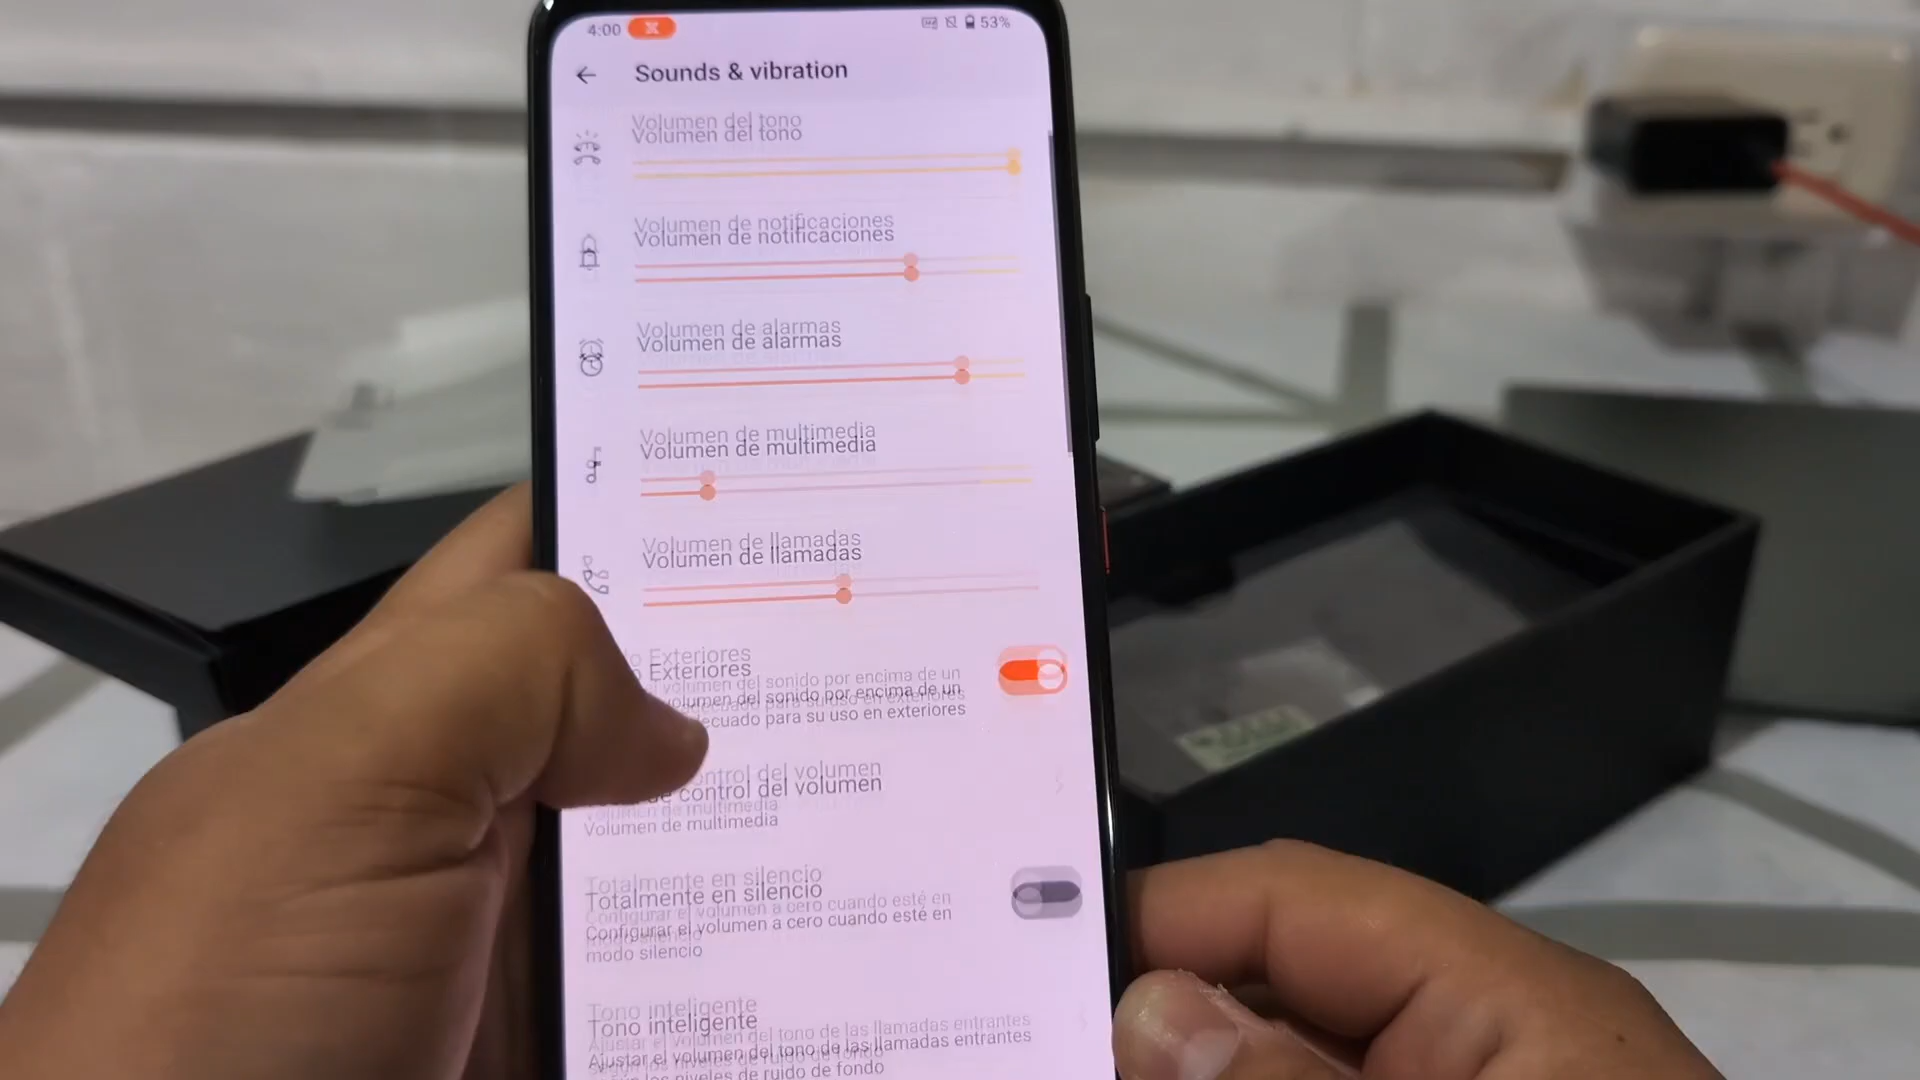 4:00
53%
Sounds & vibration
Volumen del tono
Volumen de notificaciones
Volumen de alarmas
Volumen de multimedia
Volumen de llamadas
Exteriores
volumen del sonido por encima de un
adecuado para su uso en exteriores
de control del volumen
Volumen de multimedia
Totalmente en silencio
Configurar el volumen a cero cuando esté en
modo silencio
Tono inteligente
Ajustar el volumen del tono de las llamadas entrantes
según los niveles de ruido de fondo